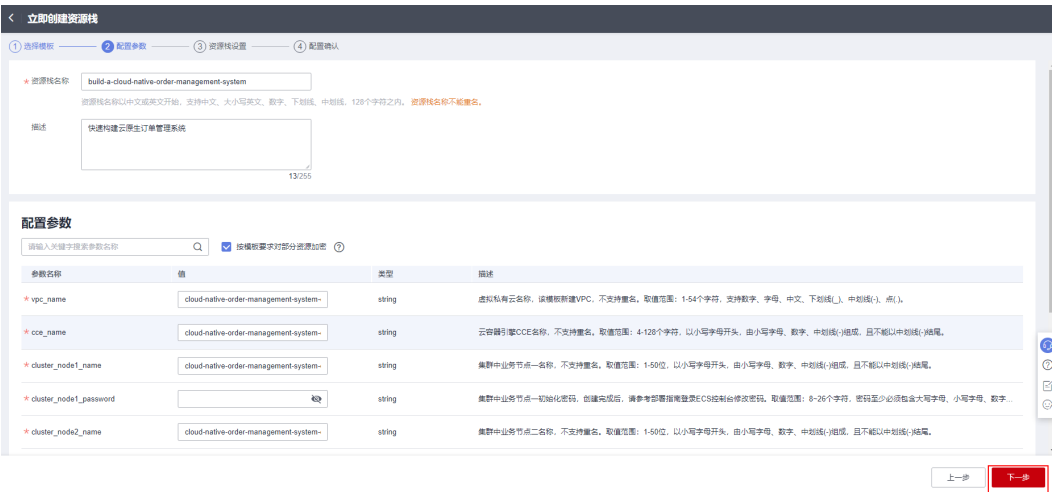 立即创建资源栈
1 选择模板 2 配置参数 3 资源栈设置 4 配置确认
* 资源栈名称 build-a-cloud-native-order-management-system
资源栈名称以中文或英文开始，支持中文、大小写英文、数字、下划线、中划线，128个字符之内。 资源栈名称不能重名。
描述 快速构建云原生订单管理系统
13/255
配置参数
请输入关键字搜索参数名称 按模板要求对部分资源加密 ?
参数名称 值 类型 描述
* vpc_name cloud-native-order-management-system- string 虚拟私有云名称，该模板新建VPC，不支持重名。取值范围：1-54个字符，支持数字、字母、中文、下划线(_)、中划线(-)、点(.)。
* cce_name cloud-native-order-management-system- string 云容器引擎CCE名称，不支持重名。取值范围：4-128个字符，以小写字母开头，由小写字母、数字、中划线(-)组成，且不能以中划线(-)结尾。
* cluster_node1_name cloud-native-order-management-system- string 集群中业务节点一名称，不支持重名。取值范围：1-50位，以小写字母开头，由小写字母、数字、中划线(-)组成，且不能以中划线(-)结尾。
* cluster_node1_password string 集群中业务节点一初始化密码，创建完成后，请参考部署指南登录ECS控制台修改密码。取值范围：8~26个字符，密码至少必须包含大写字母、小写字母、数字...
* cluster_node2_name cloud-native-order-management-system- string 集群中业务节点二名称，不支持重名。取值范围：1-50位，以小写字母开头，由小写字母、数字、中划线(-)组成，且不能以中划线(-)结尾。
上一步 下一步